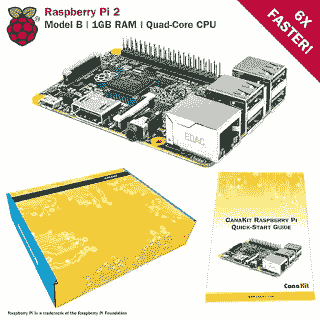 Raspberry Pi 2
Model B | 1GB RAM | Quad-Core CPU
6X
FASTER!
EDAC
CANAKIT RASPBERRY PI
QUICK-START GUIDE
CanaKit
Raspberry Pi is a trademark of the Raspberry Pi Foundation